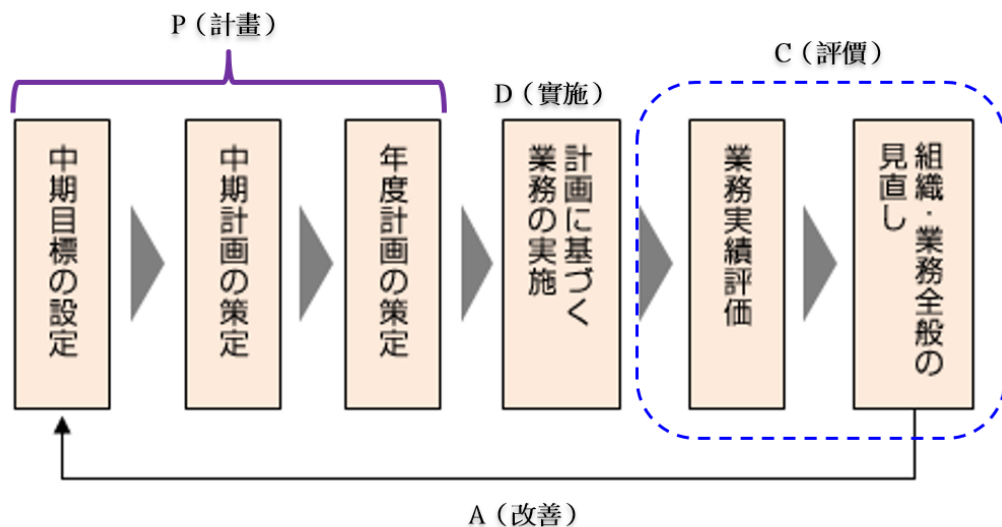 P（計畫）
C（評價）
D（實施）
中期目標の設定
中期計画の策定
年度計画の策定
計画に基づく
業務の実施
業務実績評価
組織・業務全般の
見直し
A（改善）